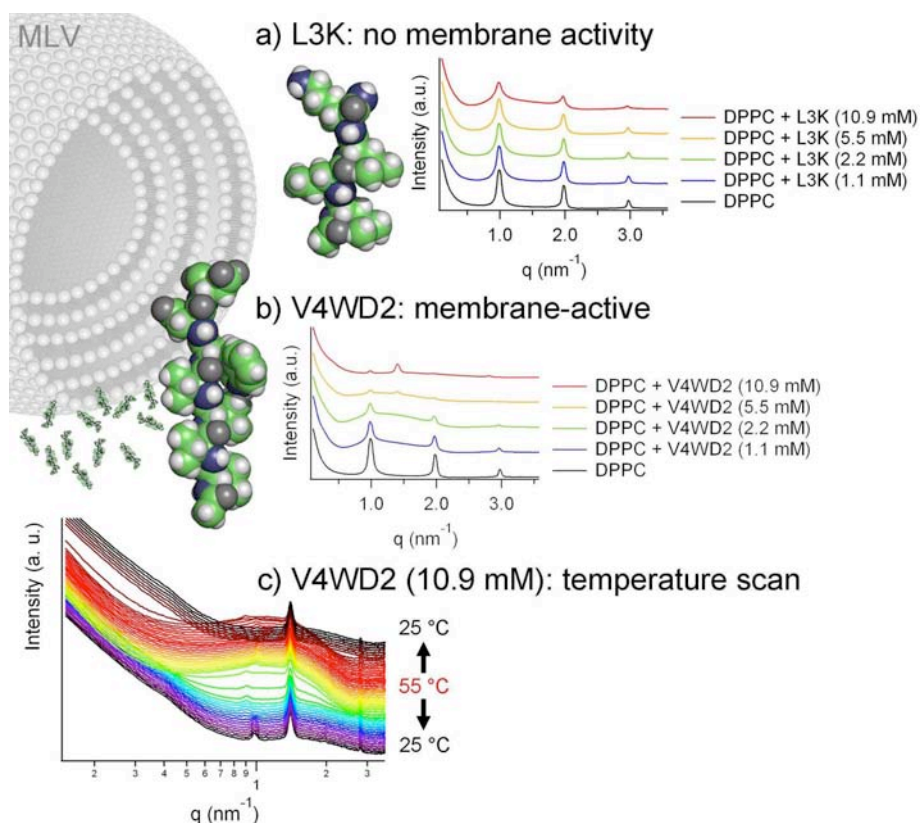 MLV
a) L3K: no membrane activity
Intensity (a.u.)
DPPC + L3K (10.9 mM)
DPPC + L3K (5.5 mM)
DPPC + L3K (2.2 mM)
DPPC + L3K (1.1 mM)
DPPC
1.0 2.0 3.0
q (nm⁻¹)
b) V4WD2: membrane-active
Intensity (a.u.)
DPPC + V4WD2 (10.9 mM)
DPPC + V4WD2 (5.5 mM)
DPPC + V4WD2 (2.2 mM)
DPPC + V4WD2 (1.1 mM)
DPPC
1.0 2.0 3.0
q (nm⁻¹)
c) V4WD2 (10.9 mM): temperature scan
Intensity (a. u.)
25 °C
55 °C
25 °C
2 3 4 5 6 7 8 9 1 2 3
q (nm⁻¹)